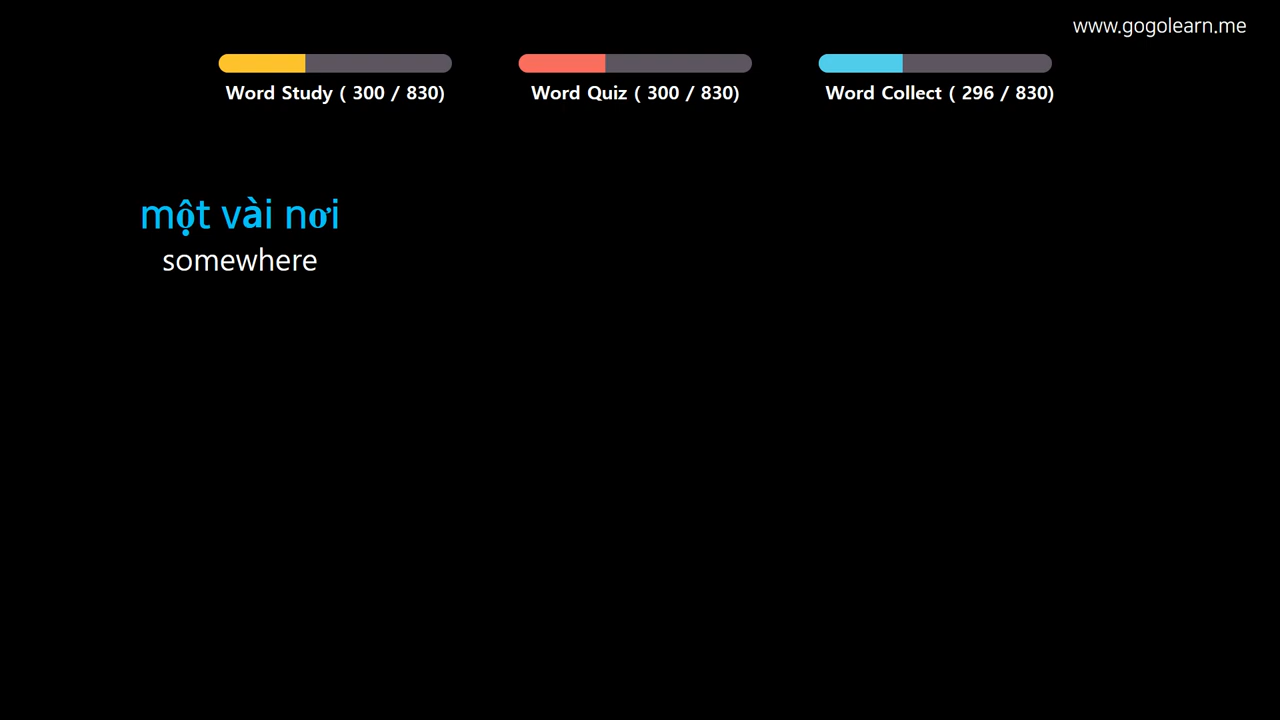 www.gogolearn.me
Word Study ( 300 / 830)
Word Quiz ( 300 / 830)
Word Collect ( 296 / 830)
một vài nơi
somewhere